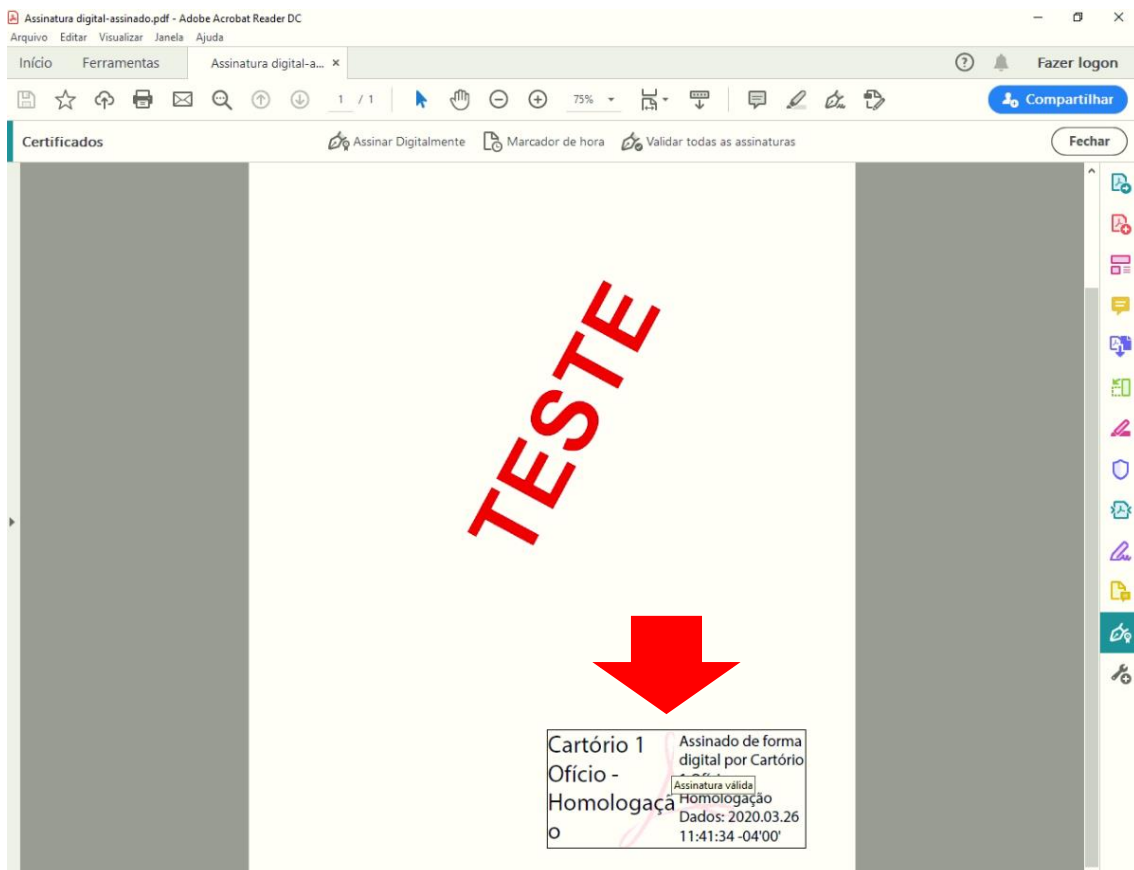 Assinatura digital-assinado.pdf - Adobe Acrobat Reader DC
Arquivo Editar Visualizar Janela Ajuda
Início Ferramentas Assinatura digital-a... × Fazer logon
1 / 1 75% Compartilhar
Certificados Assinar Digitalmente Marcador de hora Validar todas as assinaturas Fechar
TESTE
Cartório 1
Ofício -
Homologaçã
o
Assinado de forma
digital por Cartório
Assinatura válida
Homologação
Dados: 2020.03.26
11:41:34 -04'00'